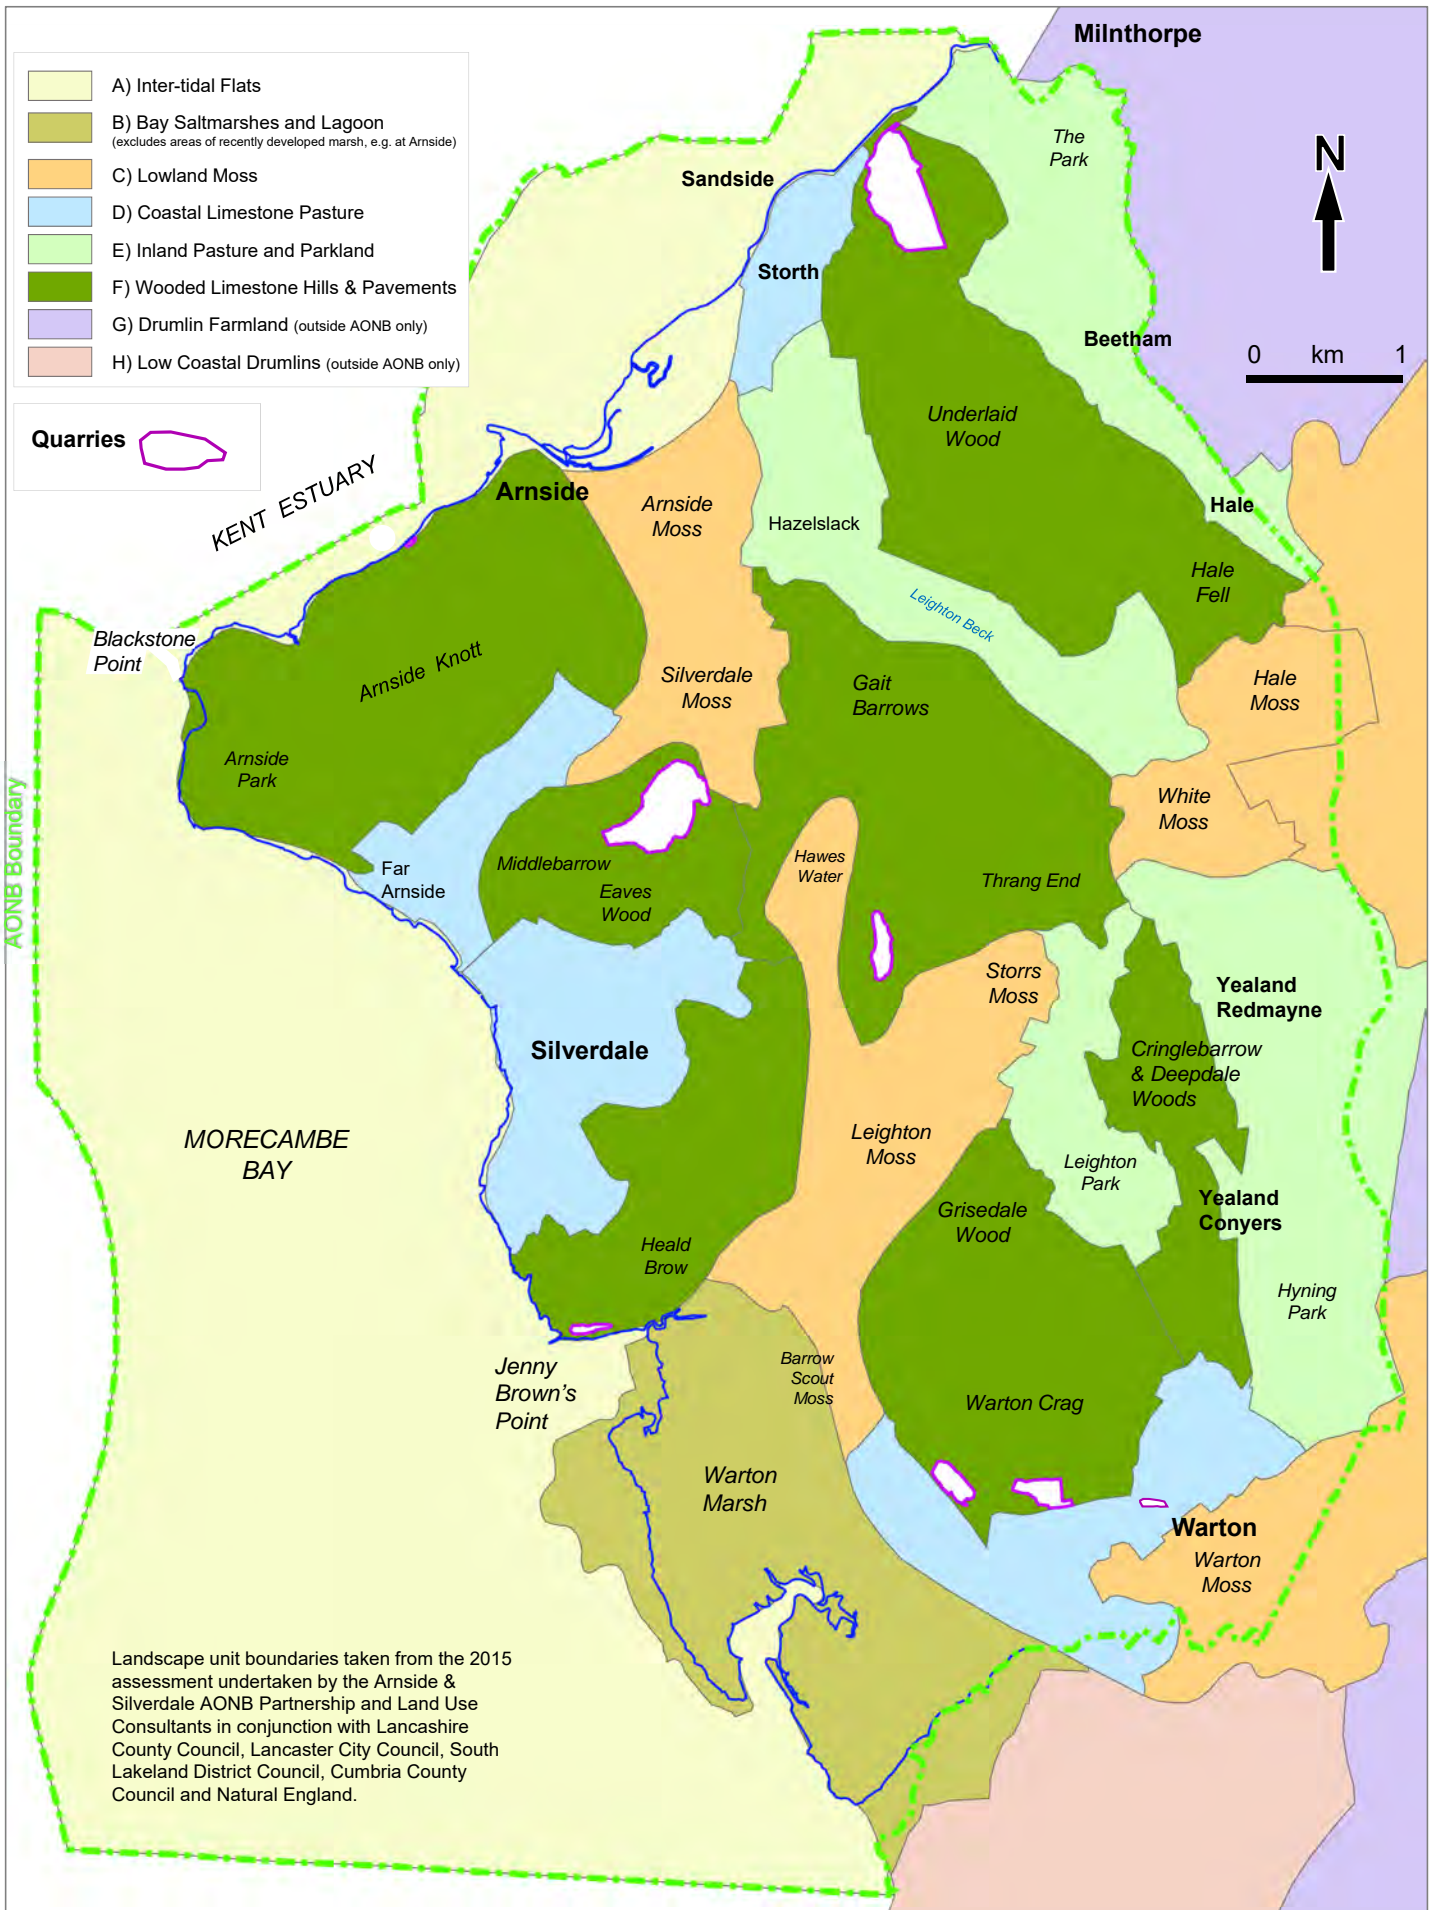 A) Inter-tidal Flats
B) Bay Saltmarshes and Lagoon
(excludes areas of recently developed marsh, e.g. at Arnside)
C) Lowland Moss
D) Coastal Limestone Pasture
E) Inland Pasture and Parkland
F) Wooded Limestone Hills & Pavements
G) Drumlin Farmland (outside AONB only)
H) Low Coastal Drumlins (outside AONB only)
Quarries
Milnthorpe
N
0 km 1
The
Park
Sandside
Storth
Beetham
Underlaid
Wood
KENT ESTUARY
Arnside
Arnside
Moss
Hazelslack
Hale
Hale
Fell
Leighton Beck
Blackstone
Point
Arnside Knott
Silverdale
Moss
Gait
Barrows
Hale
Moss
Arnside
Park
White
Moss
AONB Boundary
Far
Arnside
Middlebarrow
Eaves
Wood
Hawes
Water
Thrang End
Storrs
Moss
Yealand
Redmayne
Silverdale
Cringlebarrow
& Deepdale
Woods
MORECAMBE
BAY
Leighton
Moss
Leighton
Park
Grisedale
Wood
Yealand
Conyers
Heald
Brow
Hyning
Park
Jenny
Brown's
Point
Barrow
Scout
Moss
Warton Crag
Warton
Marsh
Warton
Warton
Moss
Landscape unit boundaries taken from the 2015
assessment undertaken by the Arnside &
Silverdale AONB Partnership and Land Use
Consultants in conjunction with Lancashire
County Council, Lancaster City Council, South
Lakeland District Council, Cumbria County
Council and Natural England.